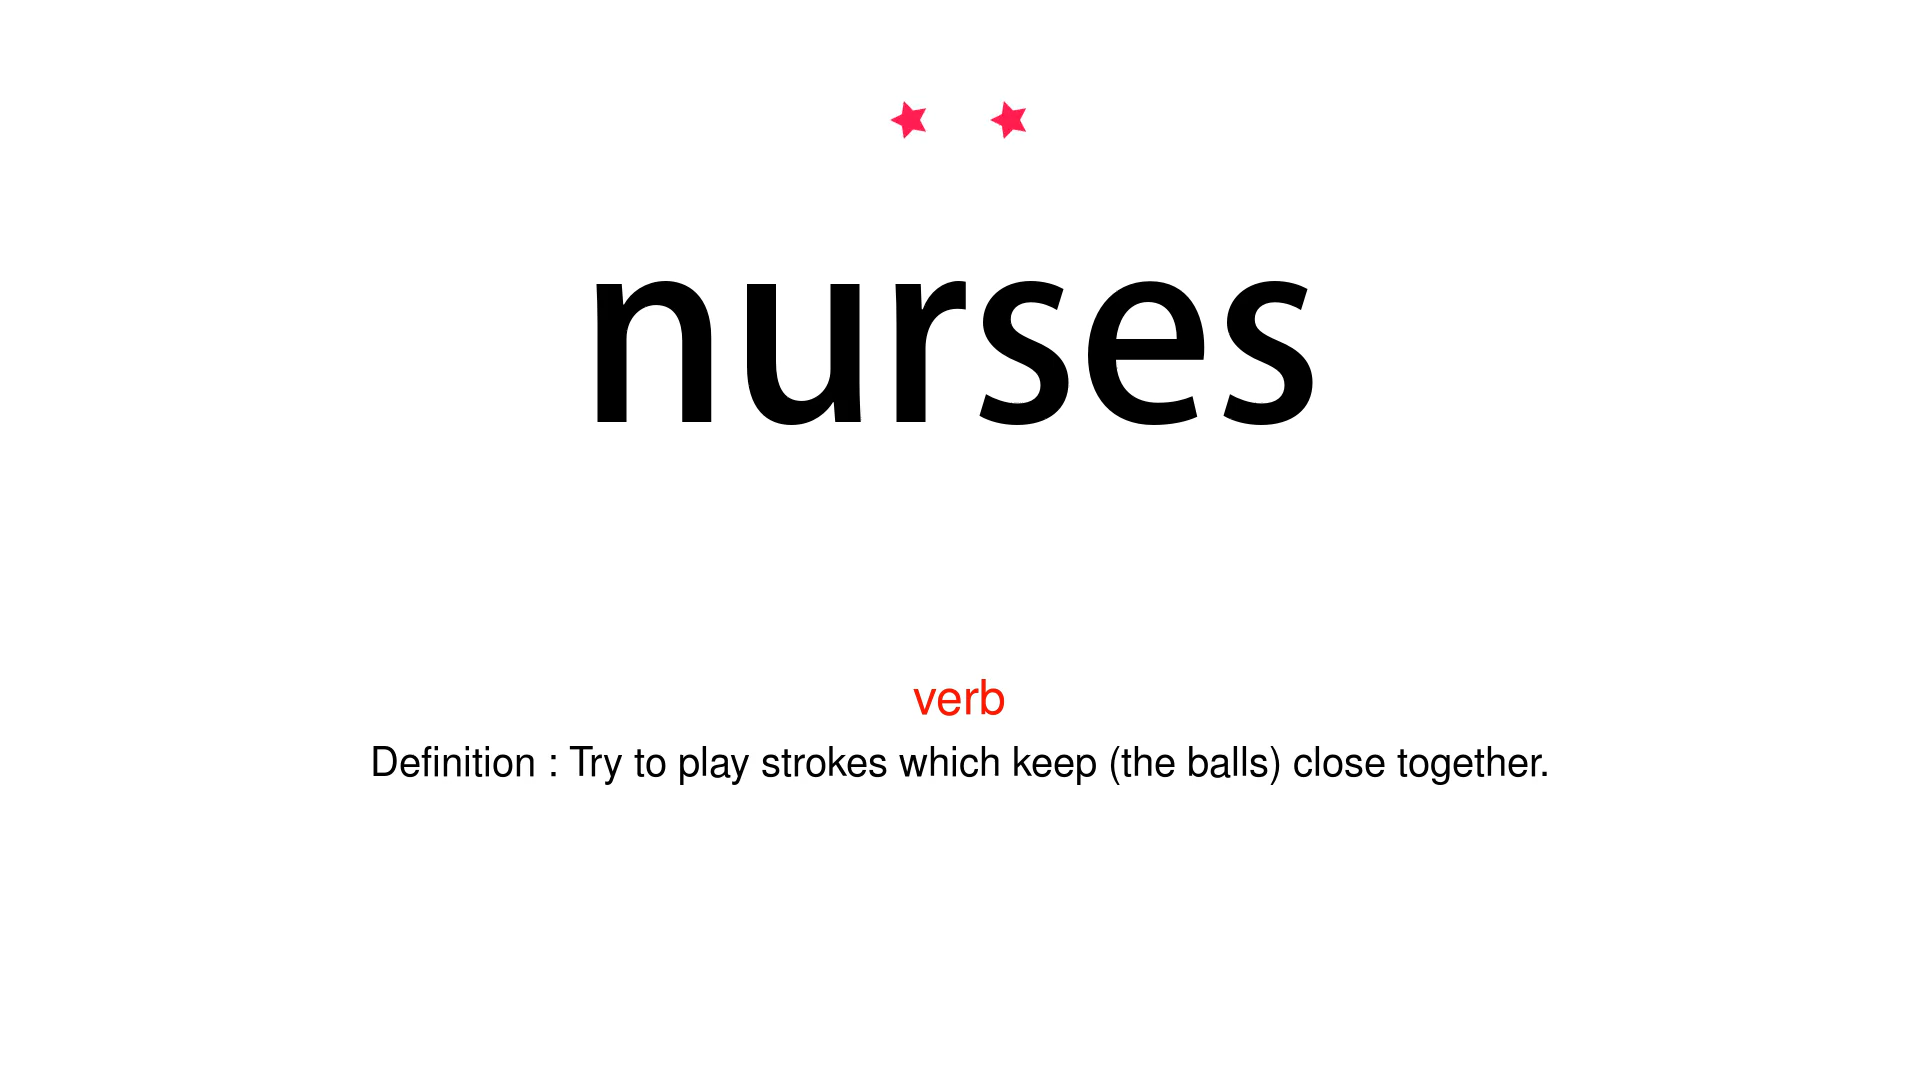 nurses
verb
Definition : Try to play strokes which keep (the balls) close together.